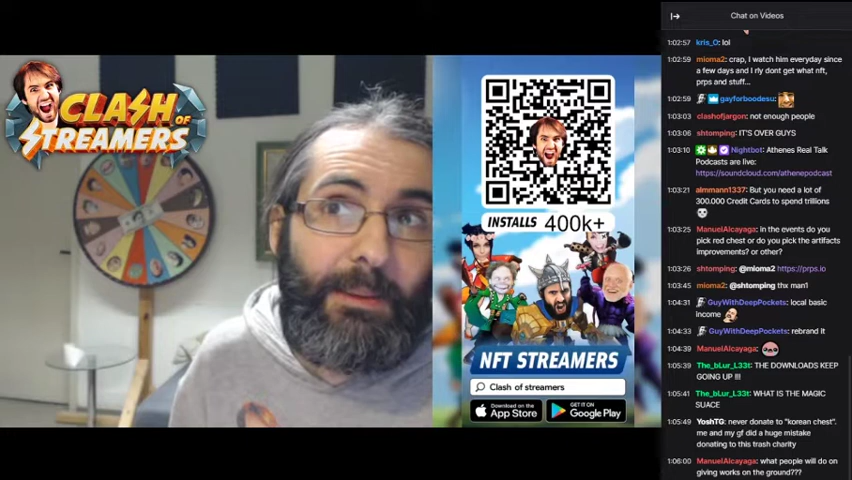 CLASH OF
STREAMERS
INSTALLS 400k+
NFT STREAMERS
Clash of streamers
Download on the
App Store
GET IT ON
Google Play
Chat on Videos
1:02:57 kris_O: lol
1:02:59 mioma2: crap, I watch him everyday since
a few days and I rly dont get what nft,
prps and stuff...
1:02:59 gayforboodesu:
1:03:03 clashofjargon: not enough people
1:03:06 shtomping: IT'S OVER GUYS
1:03:10 Nightbot: Athenes Real Talk
Podcasts are live:
https://soundcloud.com/athenepodcast
1:03:21 almmann1337: But you need a lot of
300.000 Credit Cards to spend trillions
1:03:25 ManuelAlcayaga: in the events do you
pick red chest or do you pick the artifacts
improvements? or other?
1:03:26 shtomping: @mioma2 https://prps.io
1:03:45 mioma2: @shtomping thx man1
1:04:31 GuyWithDeepPockets: local basic
income
1:04:33 GuyWithDeepPockets: rebrand it
1:04:39 ManuelAlcayaga:
1:05:39 The_bLur_L33t: THE DOWNLOADS KEEP
GOING UP !!!
1:05:41 The_bLur_L33t: WHAT IS THE MAGIC
SUACE
1:05:49 YoshTG: never donate to "korean chest".
me and my gf did a huge mistake
donating to this trash charity
1:06:00 ManuelAlcayaga: what people will do on
giving works on the ground???